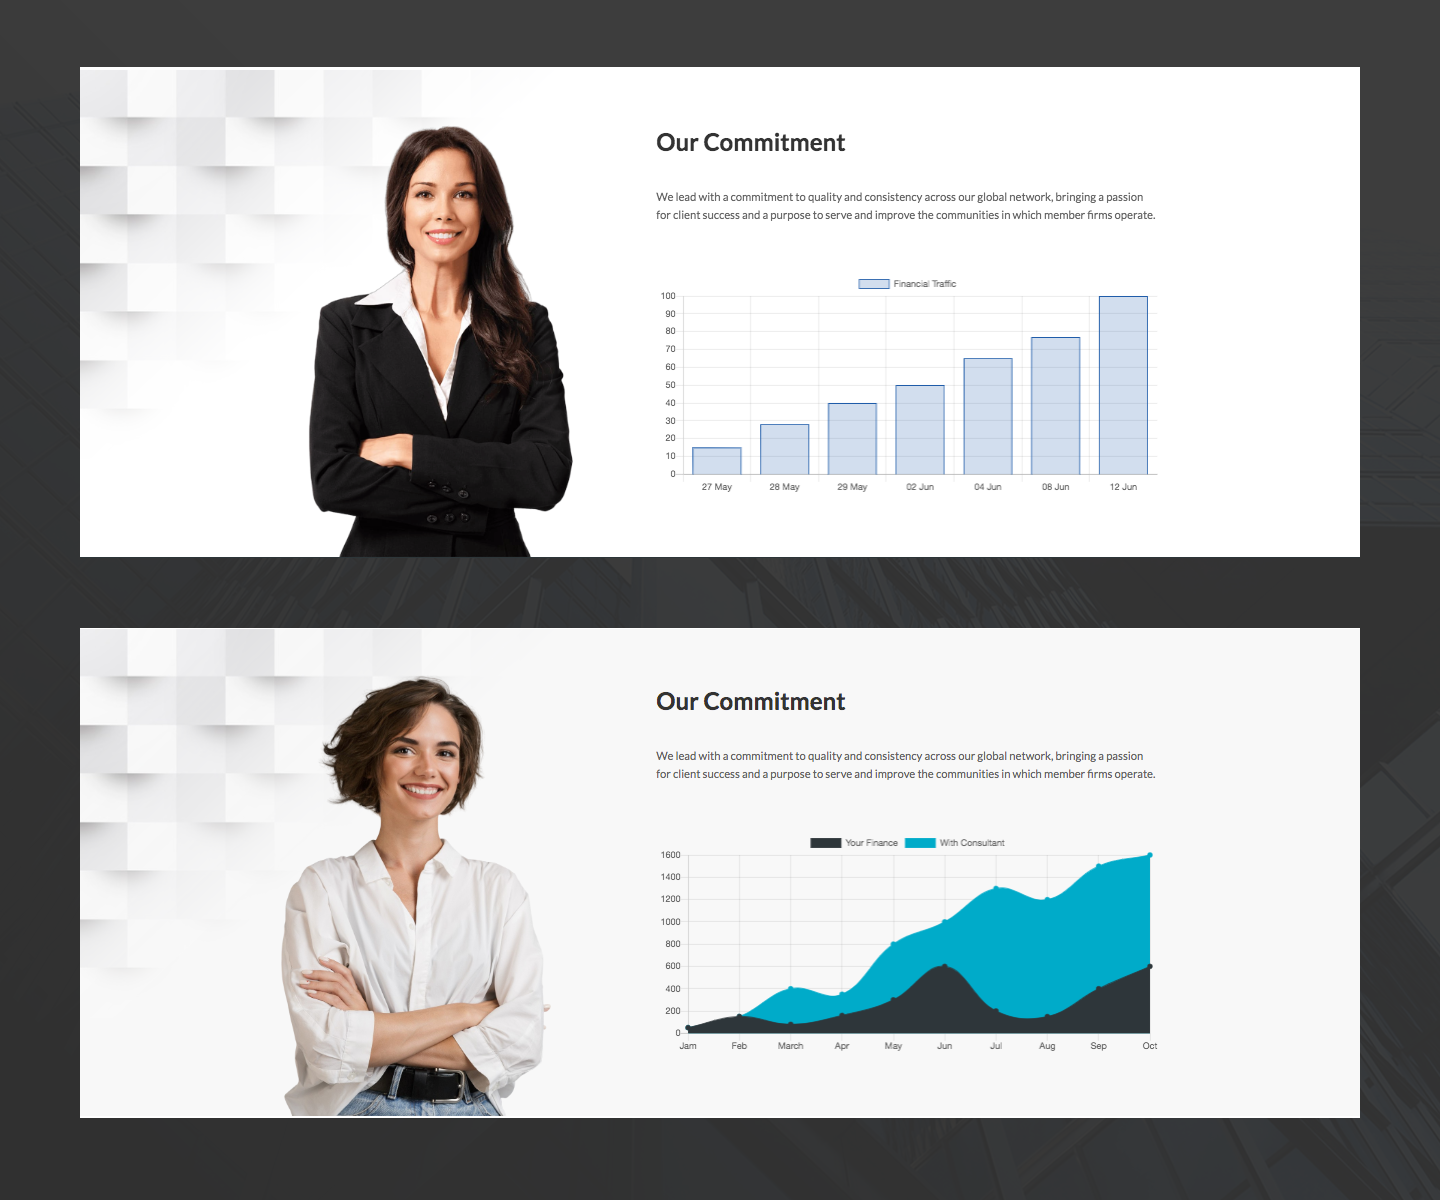 Our Commitment
We lead with a commitment to quality and consistency across our global network, bringing a passion
for client success and a purpose to serve and improve the communities in which member firms operate.
Financial Traffic
100
90
80
70
60
50
40
30
20
10
0
27 May 28 May 29 May 02 Jun 04 Jun 08 Jun 12 Jun
Our Commitment
We lead with a commitment to quality and consistency across our global network, bringing a passion
for client success and a purpose to serve and improve the communities in which member firms operate.
Your Finance With Consultant
1600
1400
1200
1000
800
600
400
200
0
Jam Feb March Apr May Jun Jul Aug Sep Oct